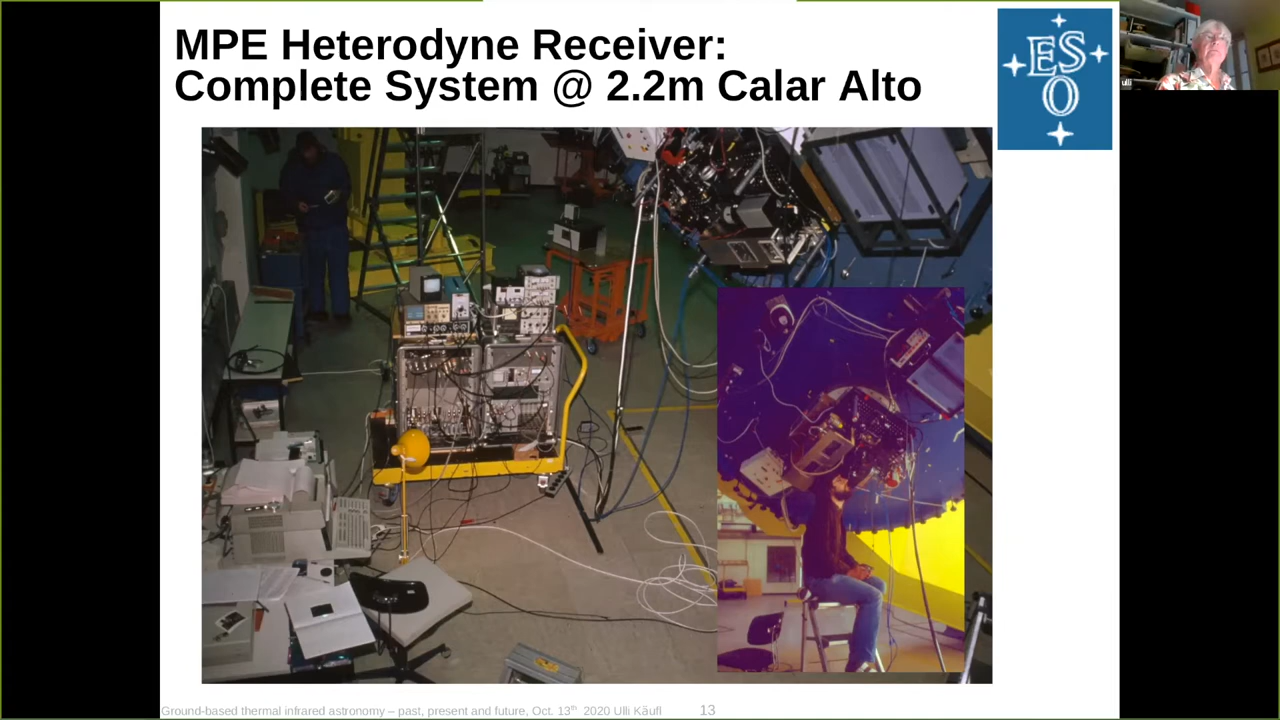 MPE Heterodyne Receiver:
Complete System @ 2.2m Calar Alto
ESO
ulli
Ground-based thermal infrared astronomy – past, present and future, Oct. 13th 2020 Ulli Käufl
13